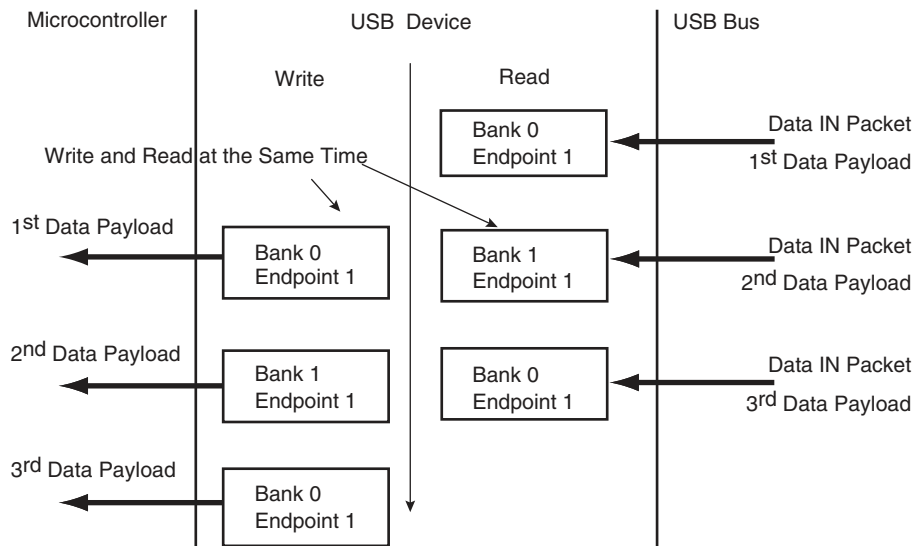 Microcontroller
USB Device
USB Bus
Write
Read
Bank 0
Endpoint 1
Data IN Packet
1st Data Payload
Write and Read at the Same Time
1st Data Payload
Bank 0
Endpoint 1
Bank 1
Endpoint 1
Data IN Packet
2nd Data Payload
2nd Data Payload
Bank 1
Endpoint 1
Bank 0
Endpoint 1
Data IN Packet
3rd Data Payload
3rd Data Payload
Bank 0
Endpoint 1